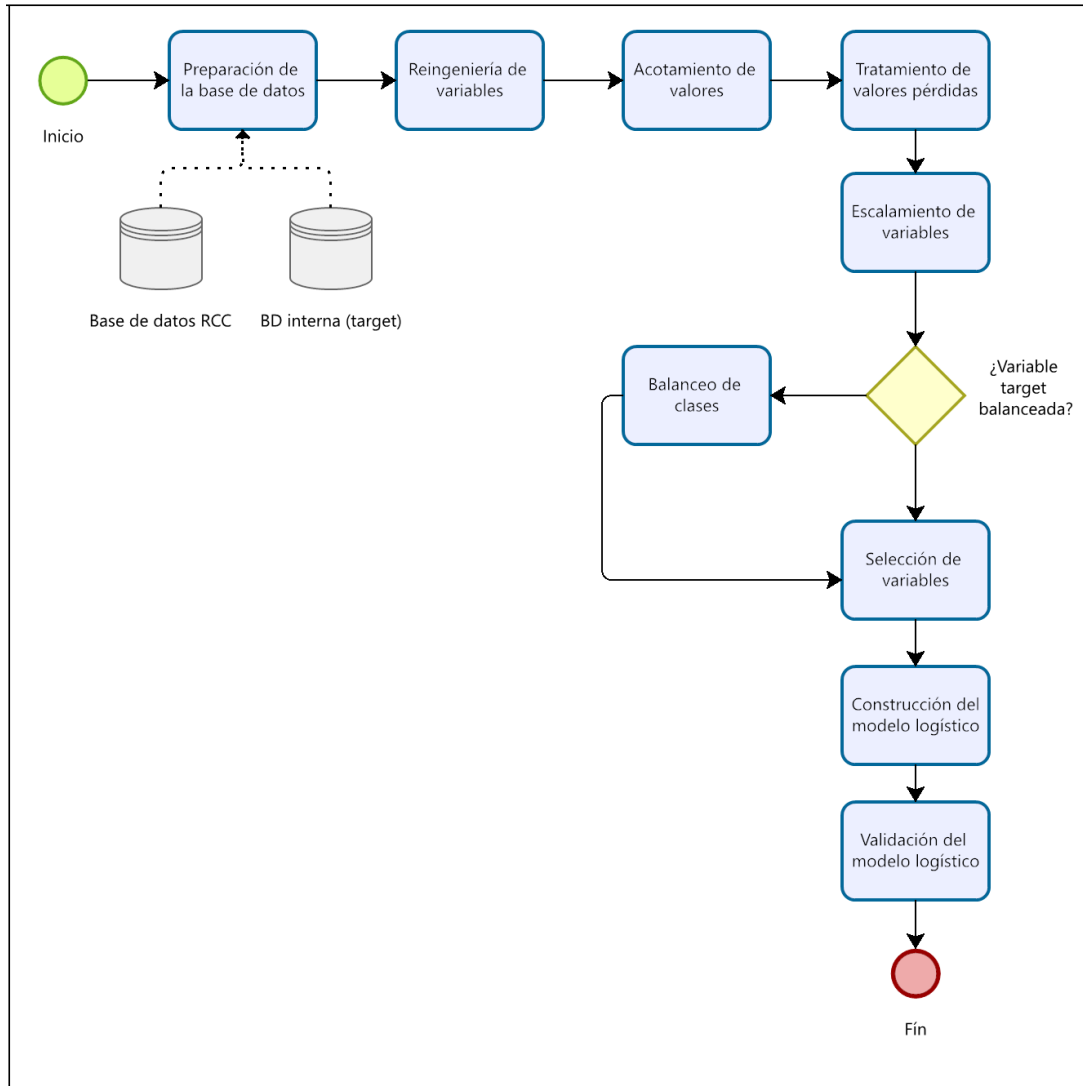 Preparación de
la base de datos
Reingeniería de
variables
Acotamiento de
valores
Tratamiento de
valores pérdidas
Inicio
Escalamiento de
variables
Base de datos RCC
BD interna (target)
Balanceo de
clases
¿Variable
target
balanceada?
Selección de
variables
Construcción del
modelo logístico
Validación del
modelo logístico
Fín